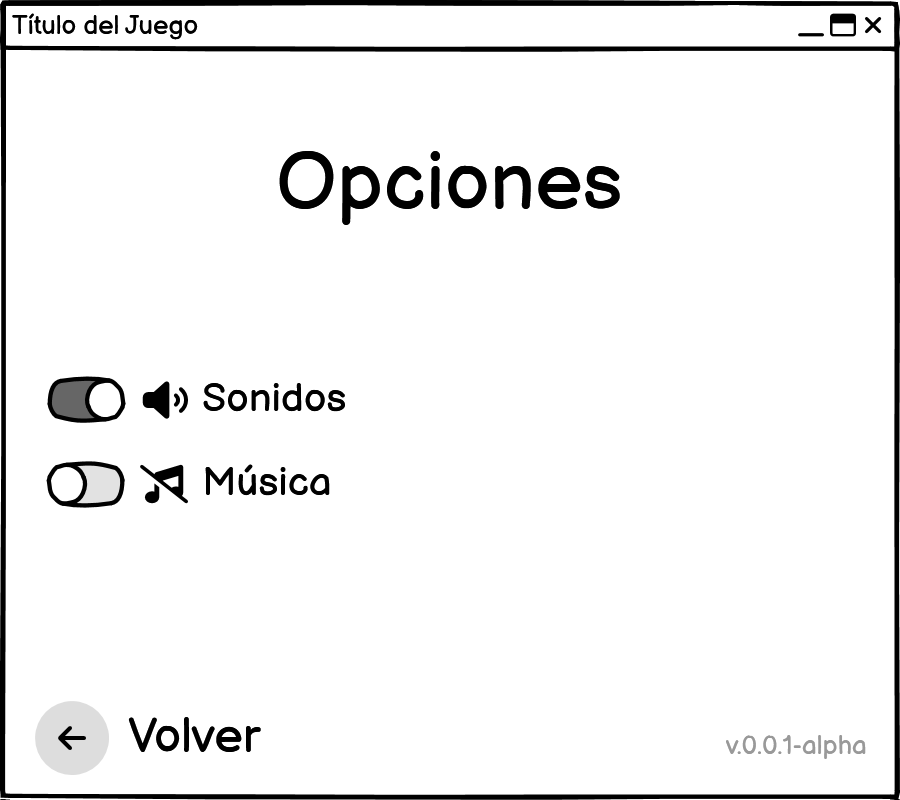 Título del Juego
Opciones
Sonidos
Música
Volver
v.0.0.1-alpha